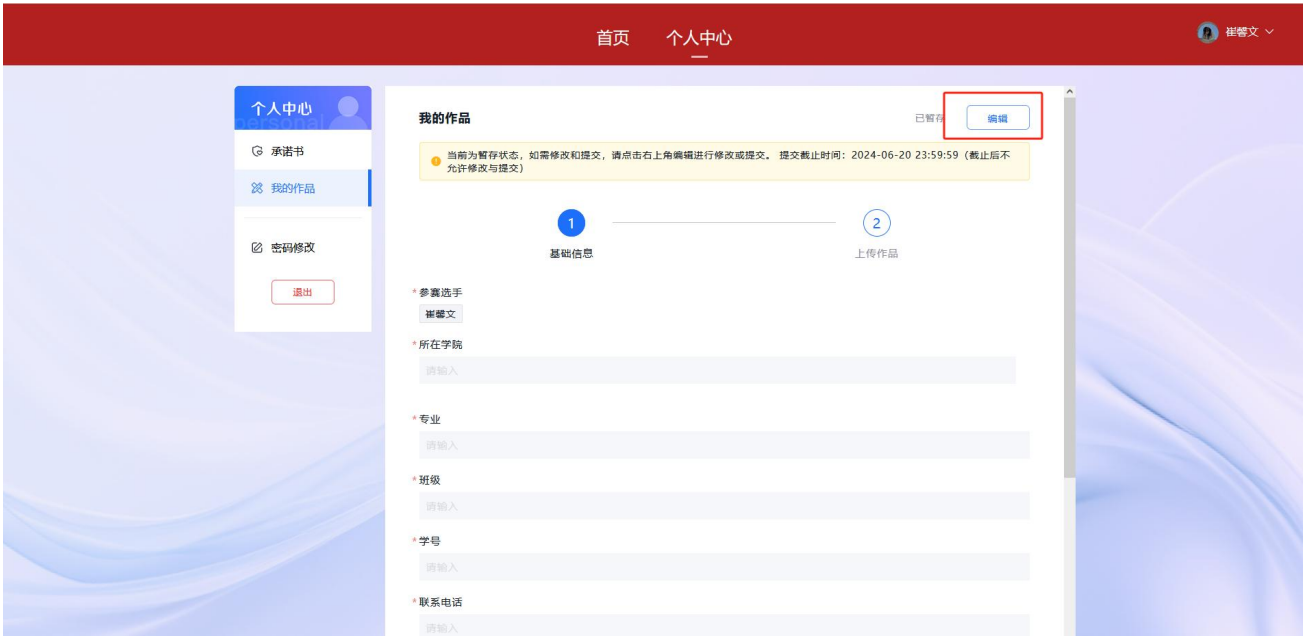 首页 个人中心
崔馨文
个人中心
personal
承诺书
我的作品
密码修改
退出
我的作品
已暂存
编辑
当前为暂存状态，如需修改和提交，请点击右上角编辑进行修改或提交。 提交截止时间：2024-06-20 23:59:59（截止后不
允许修改与提交）
1
2
基础信息
上传作品
*参赛选手
崔馨文
*所在学院
请输入
*专业
请输入
*班级
请输入
*学号
请输入
*联系电话
请输入